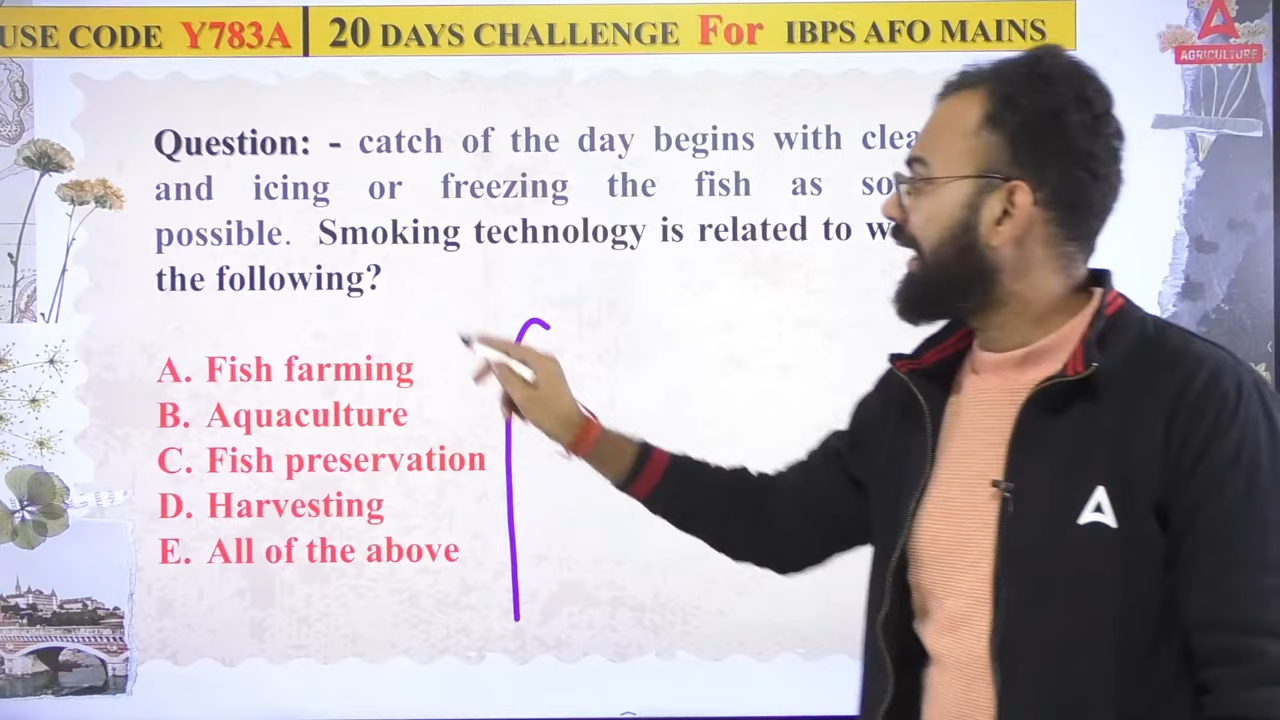 USE CODE Y783A 20 DAYS CHALLENGE For IBPS AFO MAINS
AGRICULTURE
Question: - catch of the day begins with
and icing or freezing the fish as
possible. Smoking technology is related to
the following?
A. Fish farming
B. Aquaculture
C. Fish preservation
D. Harvesting
E. All of the above